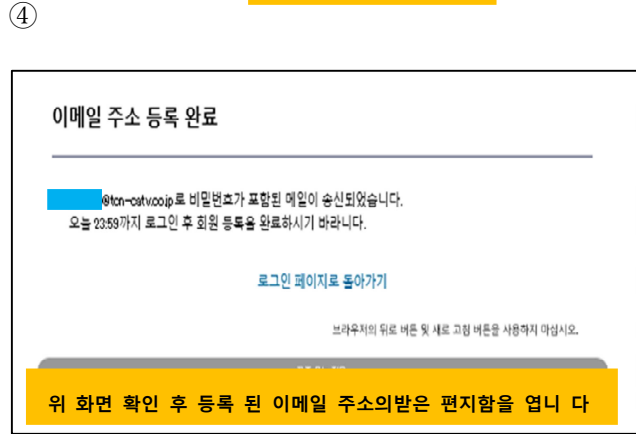 ④
이메일 주소 등록 완료
@tcn-catv.co.jp로 비밀번호가 포함된 메일이 송신되었습니다.
오늘 23:59까지 로그인 후 회원 등록을 완료하시기 바라니다.
로그인 페이지로 돌아가기
브라우저의 뒤로 버튼 및 새로 고침 버튼을 사용하지 마십시오.
위 화면 확인 후 등록 된 이메일 주소의받은 편지함을 엽니 다